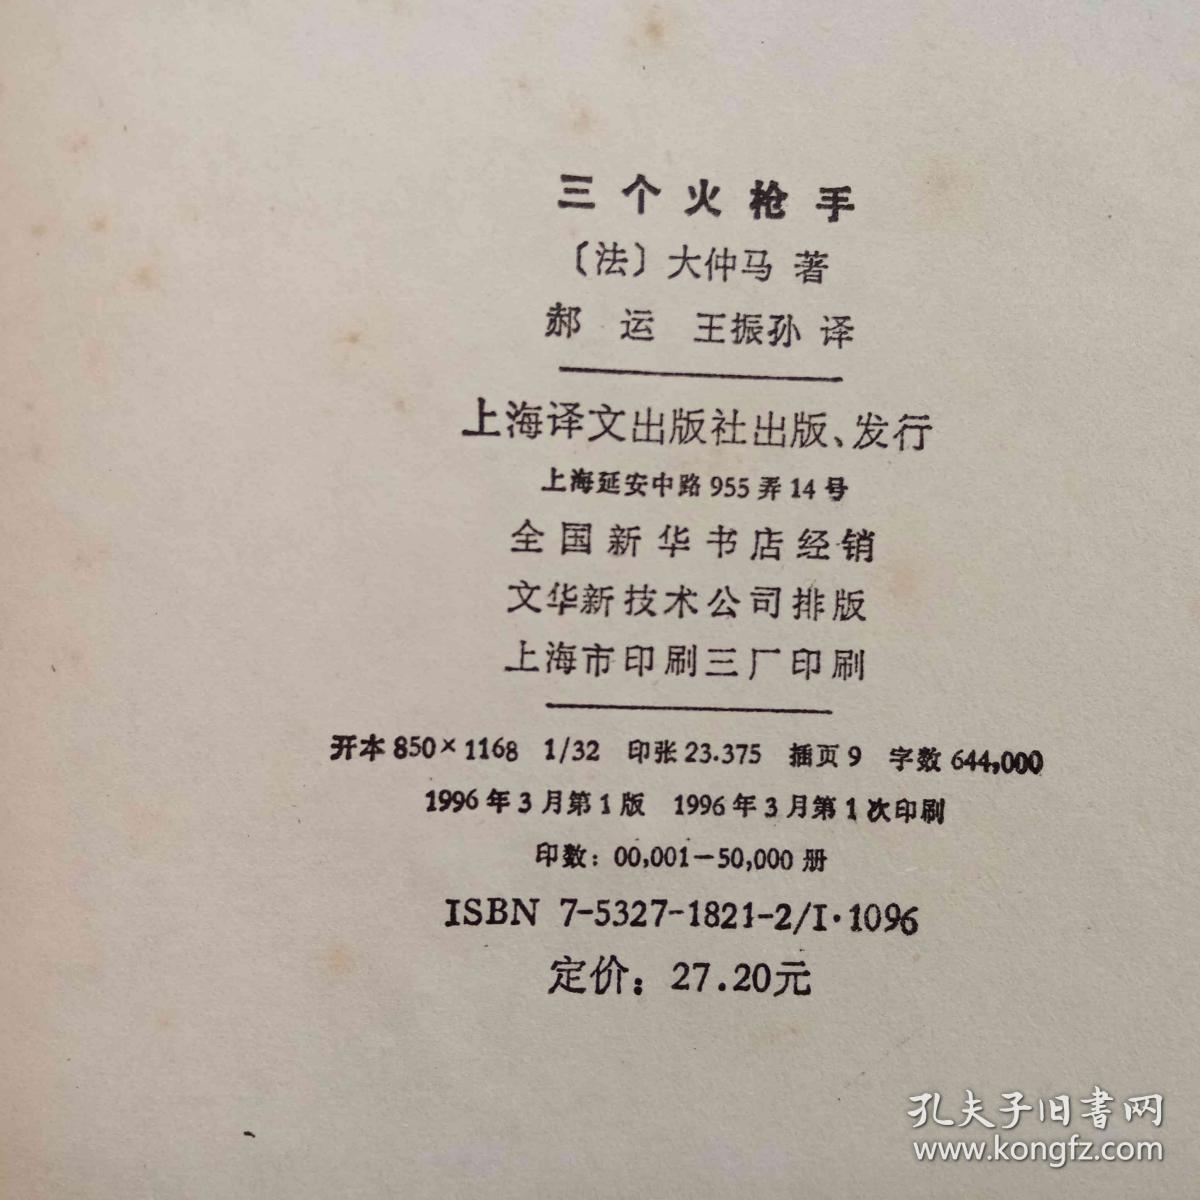 三个火枪手
〔法〕大仲马 著
郝 运 王振孙 译
上海译文出版社出版、发行
上海延安中路955弄14号
全国新华书店经销
文华新技术公司排版
上海市印刷三厂印刷
开本 850×1168 1/32 印张 23.375 插页 9 字数 644,000
1996年3月第1版 1996年3月第1次印刷
印数：00,001—50,000 册
ISBN 7-5327-1821-2/I·1096
定价：27.20元
孔夫子旧书网
www.kongfz.com